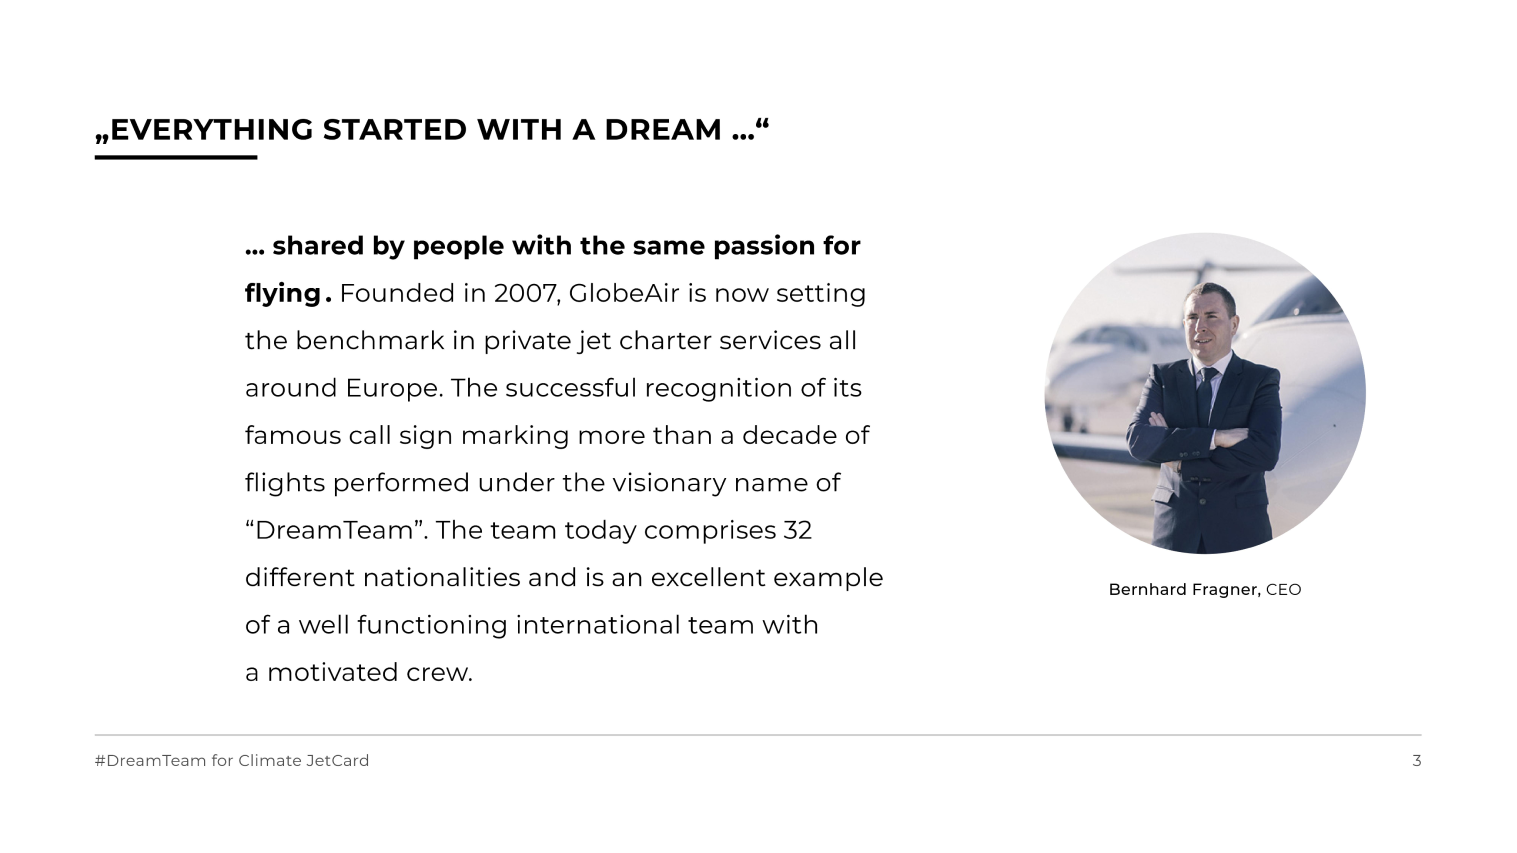 „EVERYTHING STARTED WITH A DREAM ...“
... shared by people with the same passion for
flying. Founded in 2007, GlobeAir is now setting
the benchmark in private jet charter services all
around Europe. The successful recognition of its
famous call sign marking more than a decade of
flights performed under the visionary name of
“DreamTeam”. The team today comprises 32
different nationalities and is an excellent example
of a well functioning international team with
a motivated crew.
Bernhard Fragner, CEO
#DreamTeam for Climate JetCard
3